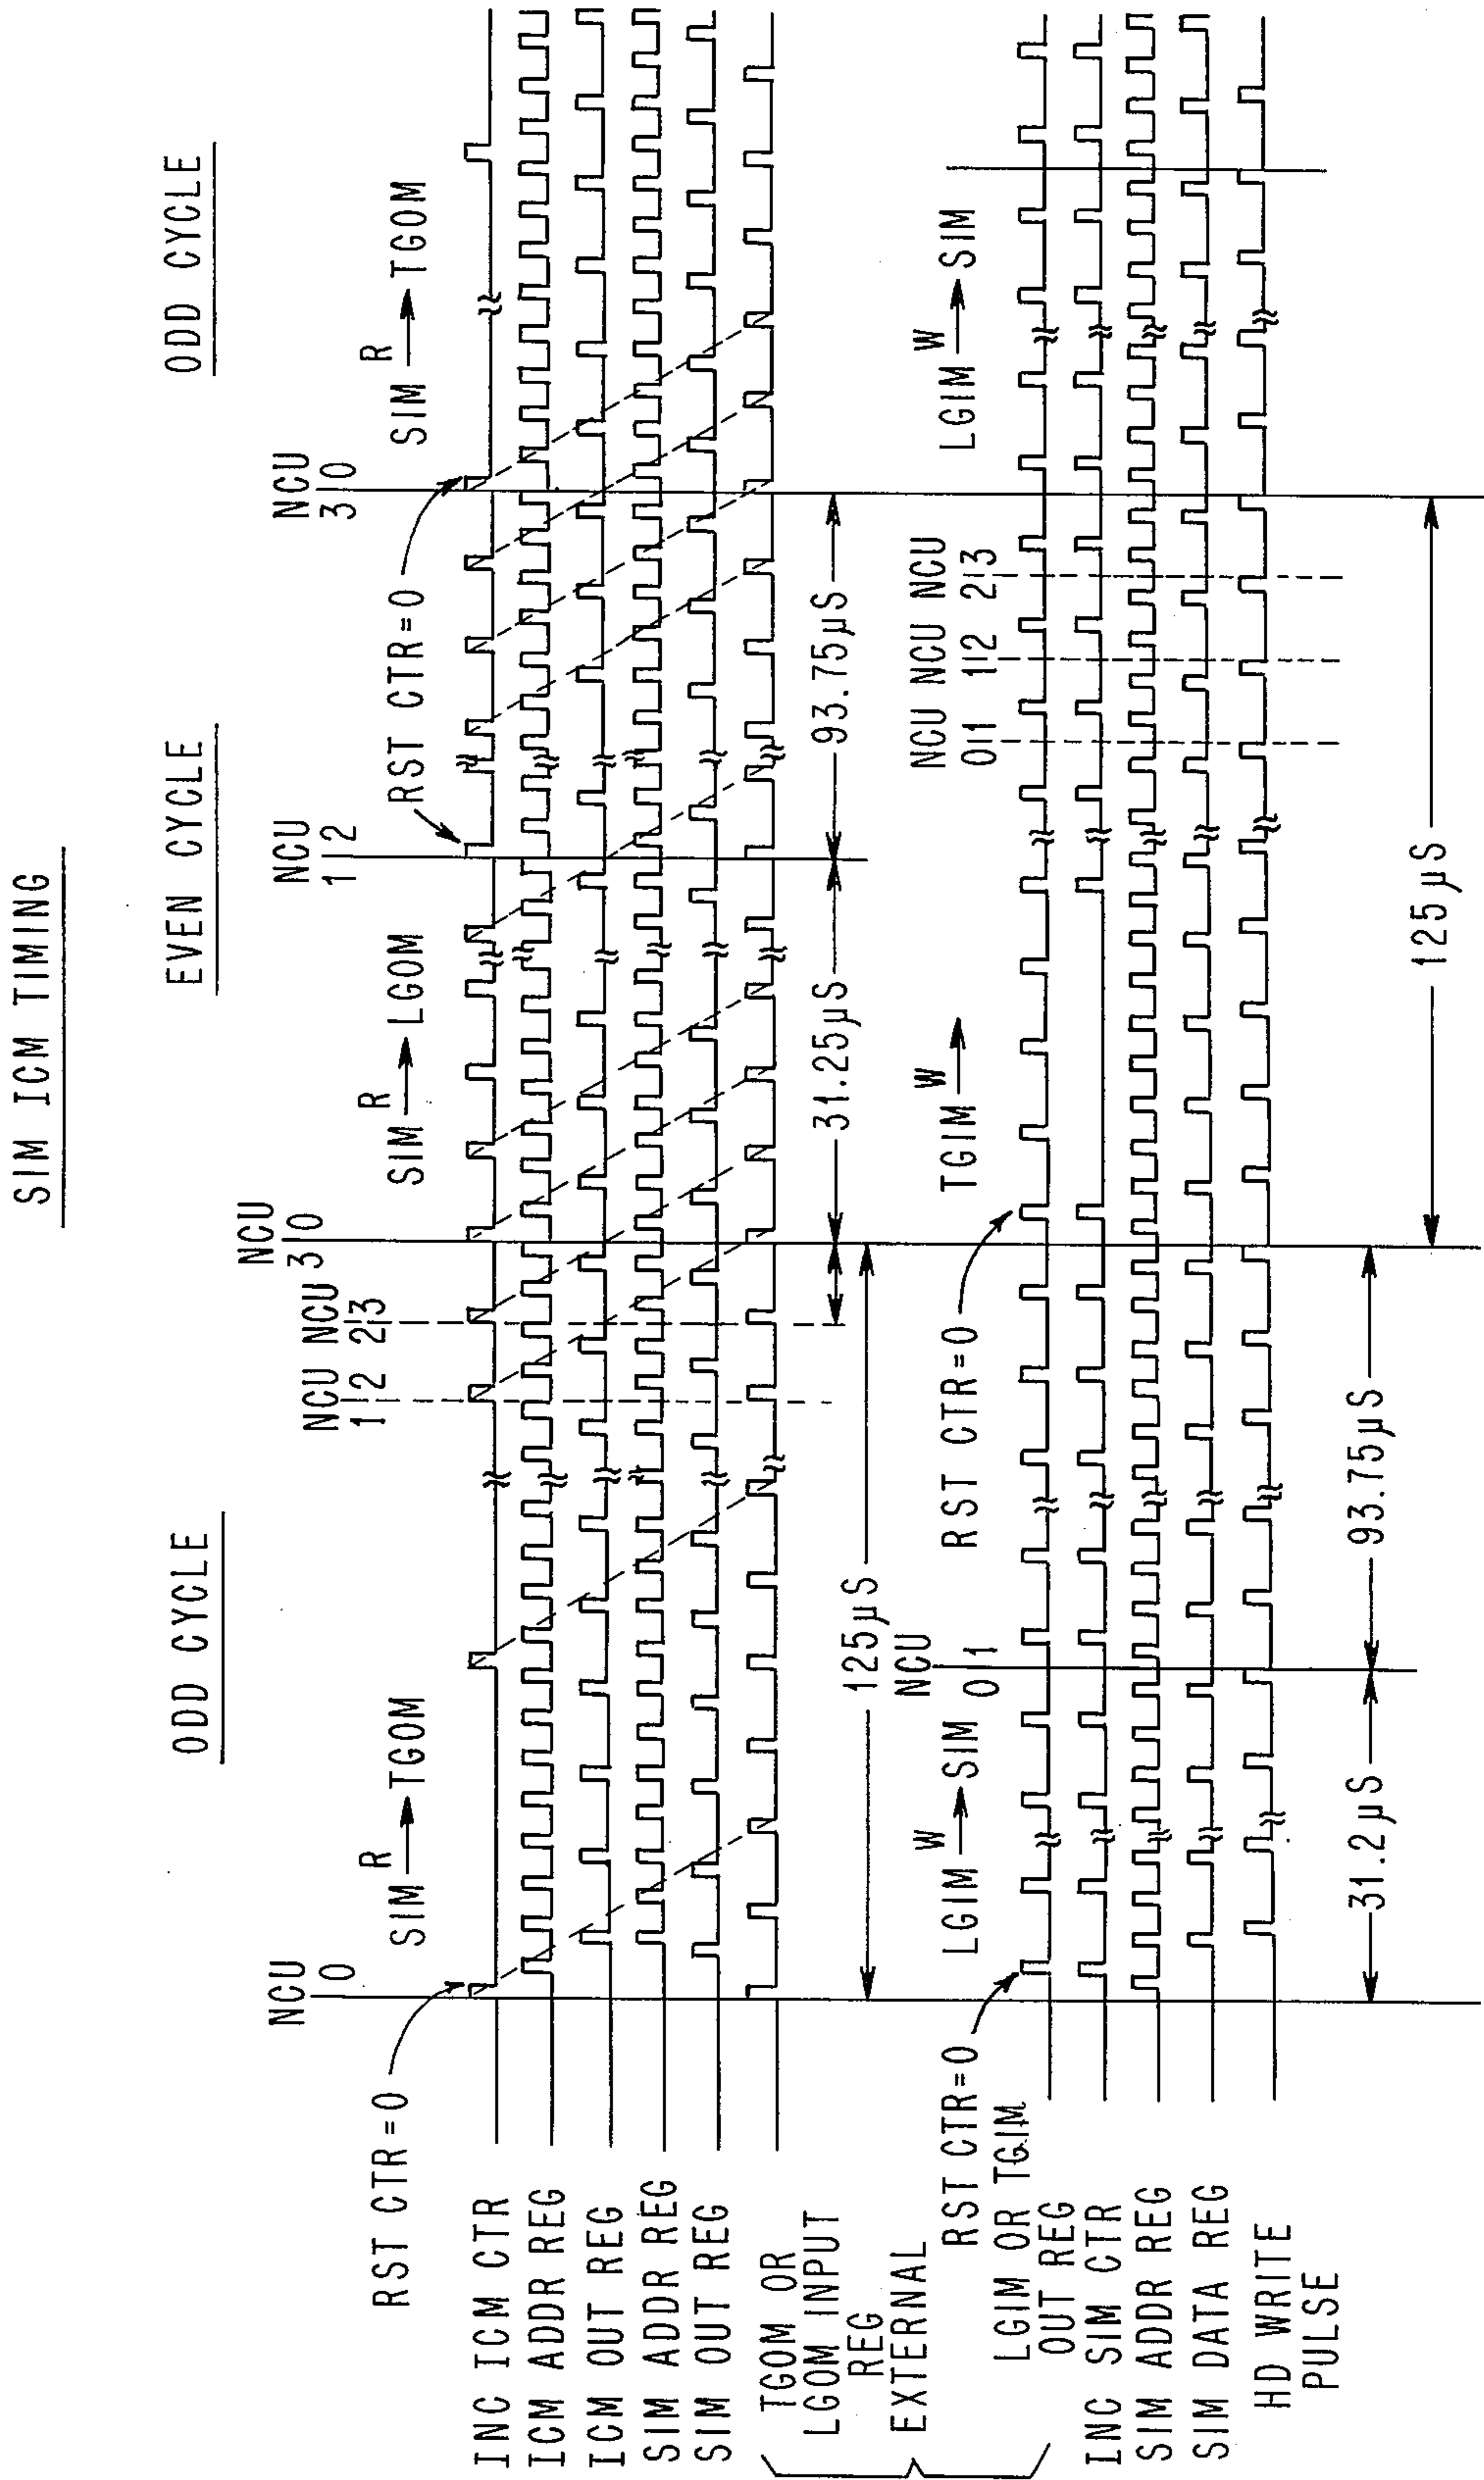 SIM ICM TIMING
ODD CYCLE
EVEN CYCLE
ODD CYCLE
NCU
0
NCU NCU
1 2 2 3
NCU
3 0
NCU
1 2
NCU
3 0
RST CTR=0
SIM R → TGOM
SIM R → LGOM
RST CTR=0
SIM R → TGOM
INC ICM CTR
ICM ADDR REG
ICM OUT REG
SIM ADDR REG
SIM OUT REG
TGOM OR
LGOM INPUT
REG
EXTERNAL
31.25µS
93.75µS
125µS
NCU
0 1
NCU NCU NCU NCU
0 1 1 2 2 3
RST CTR=0
LGIM W → SIM
RST CTR=0
TGIM W →
LGIM W → SIM
LGIM OR TGIM
OUT REG
INC SIM CTR
SIM ADDR REG
SIM DATA REG
HD WRITE
PULSE
31.2µS
93.75µS
125µS